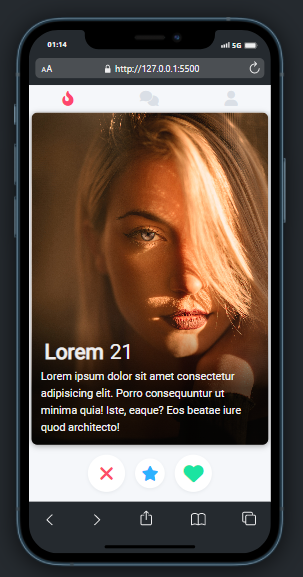 01:14
5G
AA
http://127.0.0.1:5500
Lorem 21
Lorem ipsum dolor sit amet consectetur
adipisicing elit. Porro consequuntur ut
minima quia! Iste, eaque? Eos beatae iure
quod architecto!